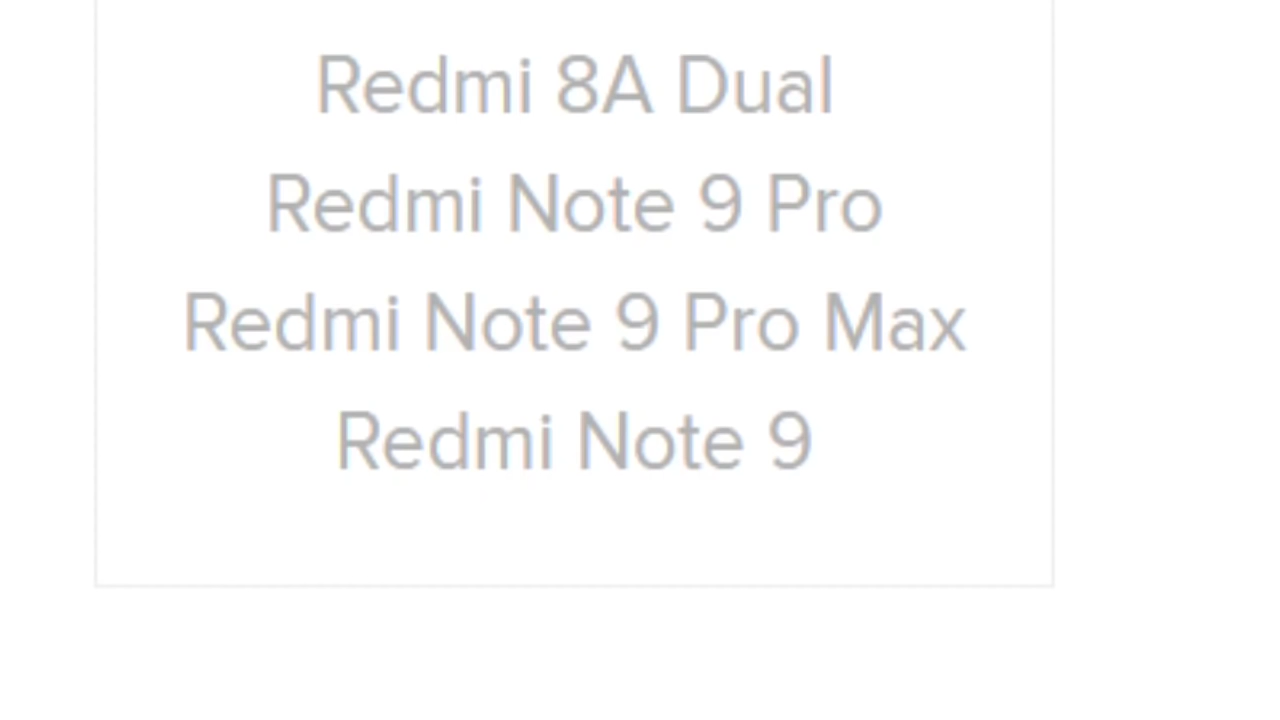 Redmi 8A Dual
Redmi Note 9 Pro
Redmi Note 9 Pro Max
Redmi Note 9